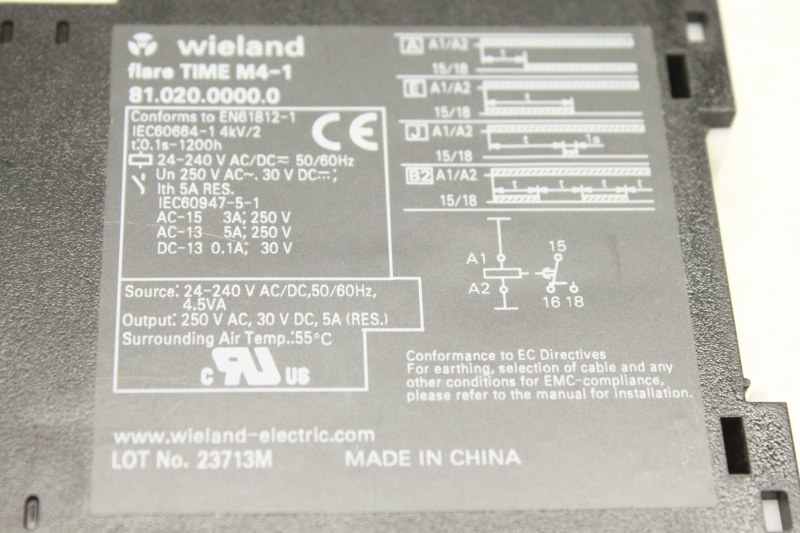 wieland
flare TIME M4-1
81.020.0000.0
Conforms to EN61812-1
IEC60664-1 4kV/2
t:0.1s-1200h
24-240 V AC/DC≂ 50/60Hz
Un 250 V AC~. 30 V DC⎓;
Ith 5A RES.
IEC60947-5-1
AC-15 3A; 250 V
AC-13 5A; 250 V
DC-13 0.1A; 30 V
CE
Source: 24-240 V AC/DC,50/60Hz,
4.5VA
Output: 250 V AC, 30 V DC, 5A (RES.)
Surrounding Air Temp.:55°C
c RU US
www.wieland-electric.com
LOT No. 23713M
MADE IN CHINA
A A1/A2
t
15/18
E A1/A2
t
15/18
J A1/A2
t 1s
15/18
B2 A1/A2
t t t t
15/18
A1 15
A2
16 18
Conformance to EC Directives
For earthing, selection of cable and any
other conditions for EMC-compliance,
please refer to the manual for installation.